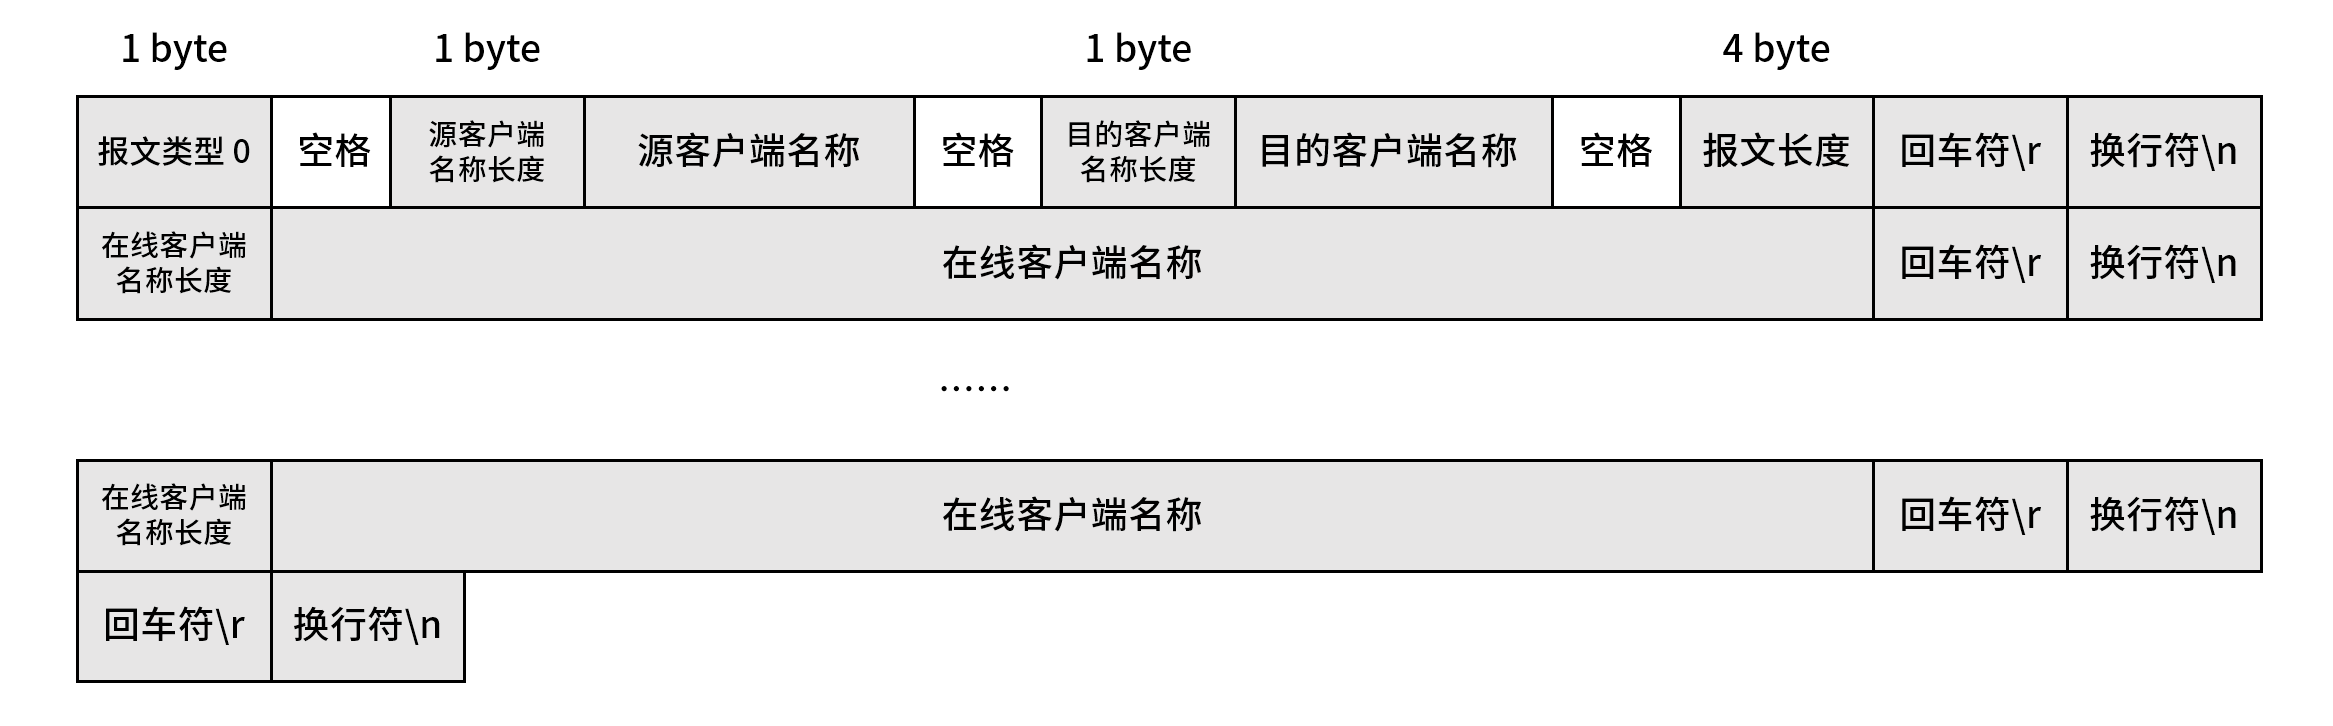 1 byte 1 byte 1 byte 4 byte
报文类型 0 空格 源客户端 名称长度 源客户端名称 空格 目的客户端 名称长度 目的客户端名称 空格 报文长度 回车符\r 换行符\n
在线客户端 名称长度 在线客户端名称 回车符\r 换行符\n
......
在线客户端 名称长度 在线客户端名称 回车符\r 换行符\n
回车符\r 换行符\n